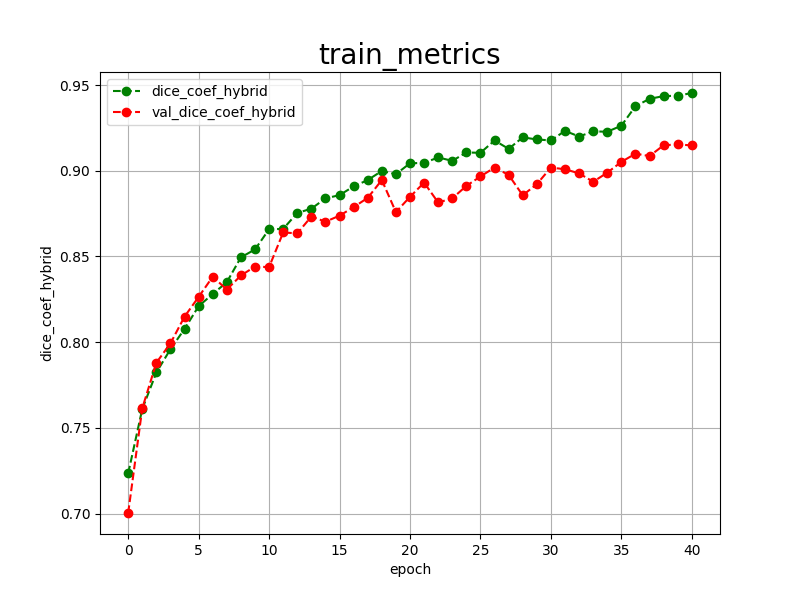 train_metrics
dice_coef_hybrid
val_dice_coef_hybrid
0.95
0.90
0.85
0.80
0.75
0.70
dice_coef_hybrid
0 5 10 15 20 25 30 35 40
epoch